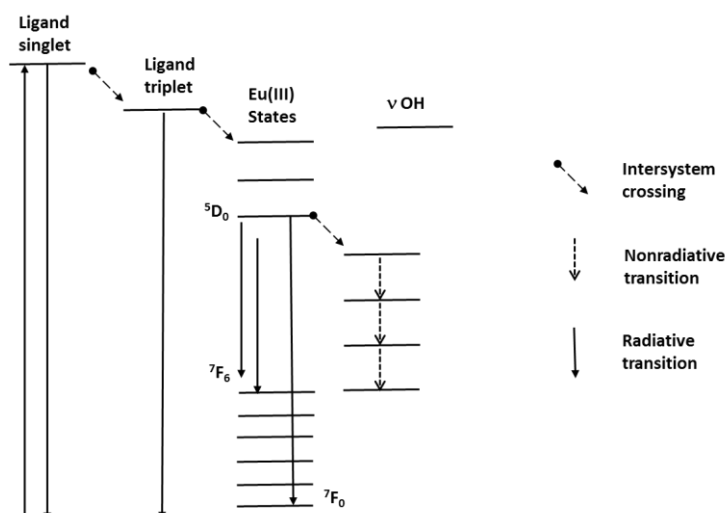 Ligand
singlet
Ligand
triplet
Eu(III)
States
ν OH
⁵D₀
⁷F₆
⁷F₀
Intersystem
crossing
Nonradiative
transition
Radiative
transition